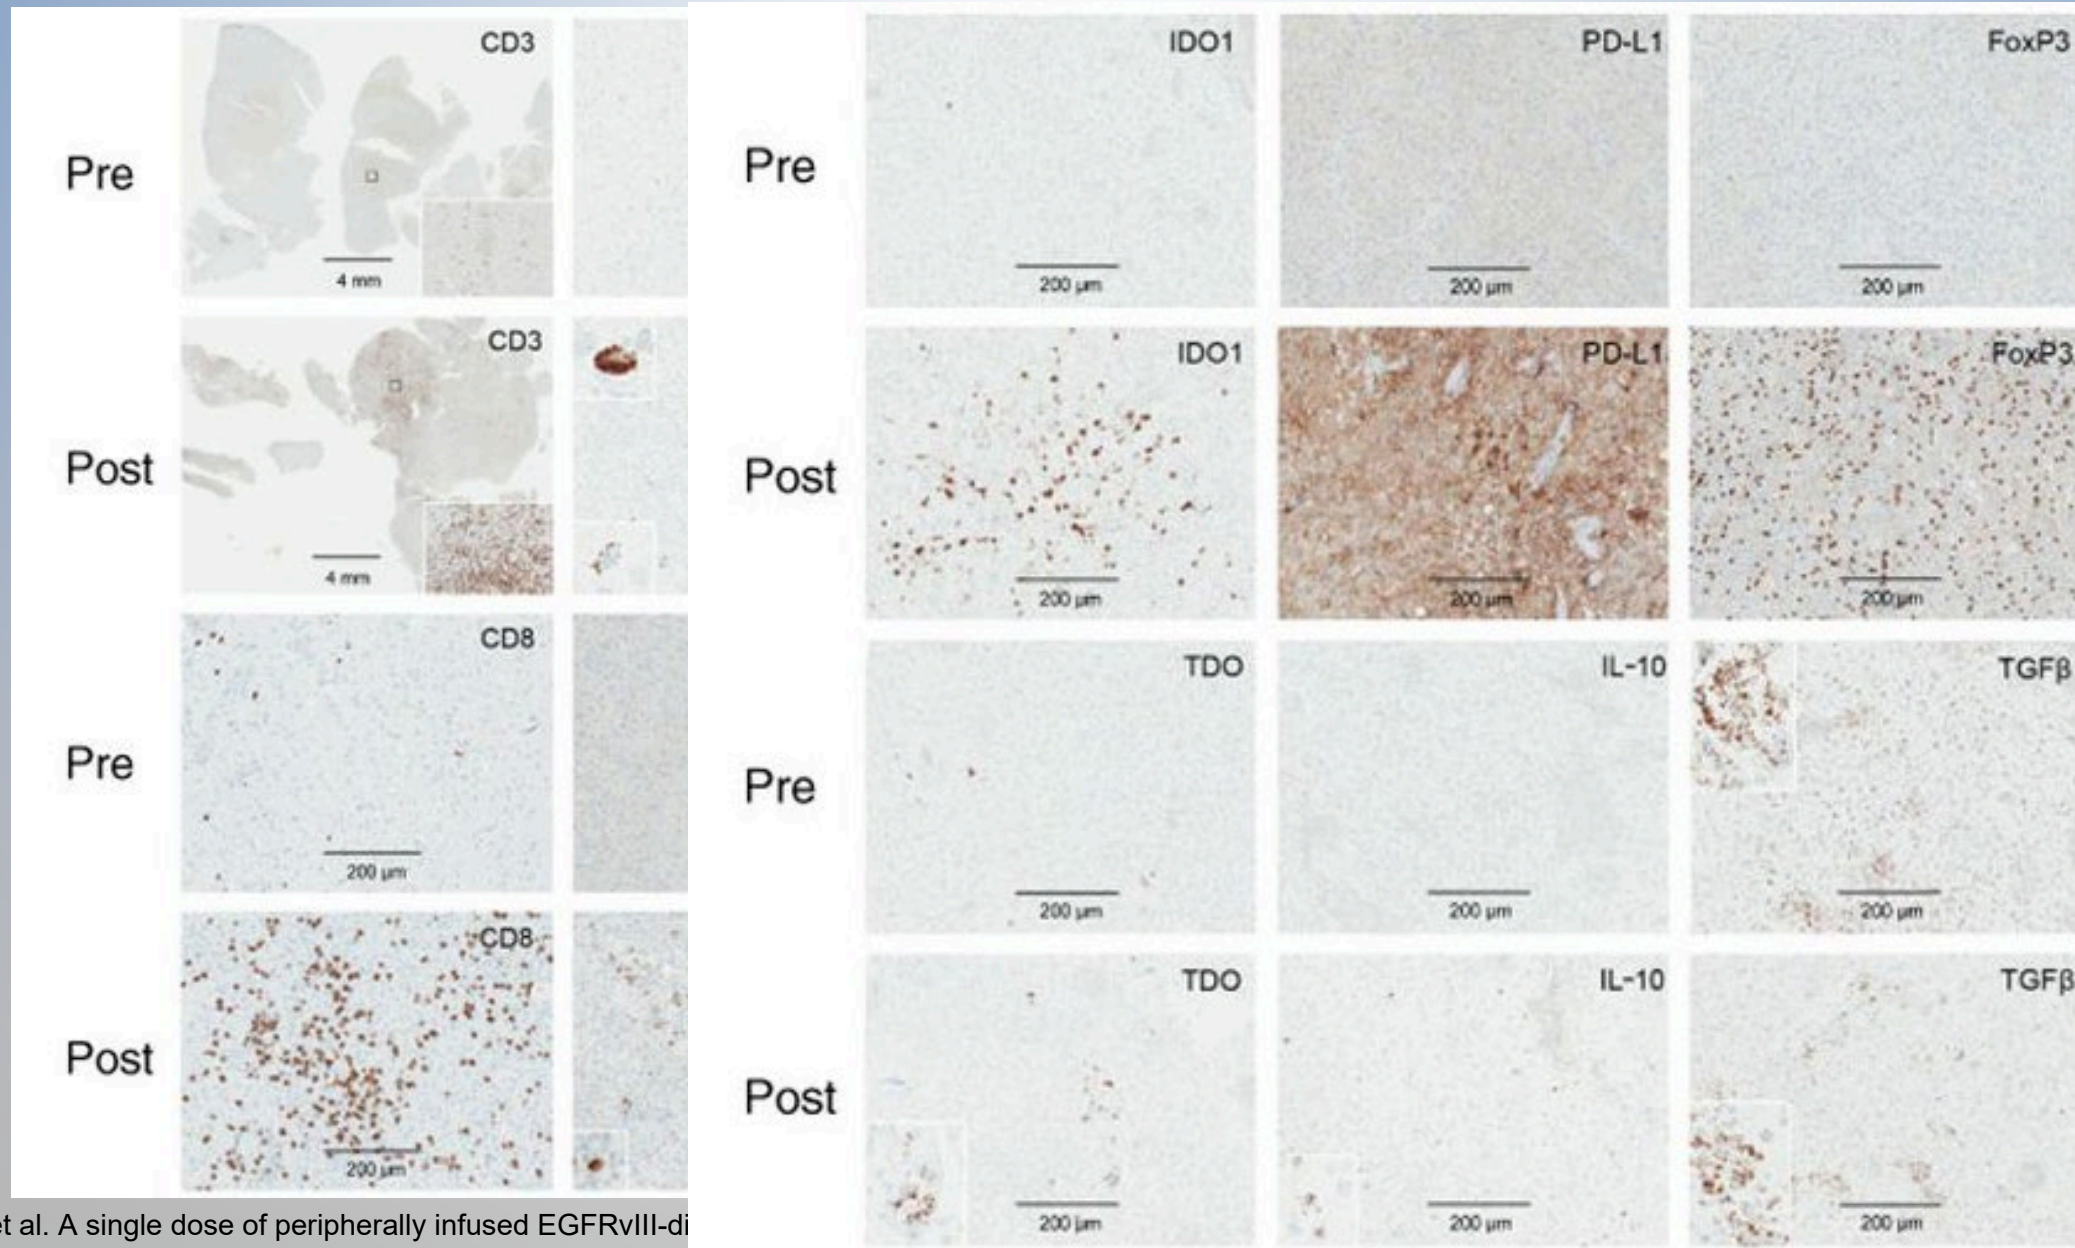 Pre
CD3
4 mm
Post
CD3
4 mm
Pre
CD8
200 µm
Post
CD8
200 µm
Pre
IDO1
200 µm
PD-L1
200 µm
FoxP3
200 µm
Post
IDO1
200 µm
PD-L1
200 µm
FoxP3
200 µm
Pre
TDO
200 µm
IL-10
200 µm
TGFβ
200 µm
Post
TDO
200 µm
IL-10
200 µm
TGFβ
200 µm
et al. A single dose of peripherally infused EGFRvIII-di